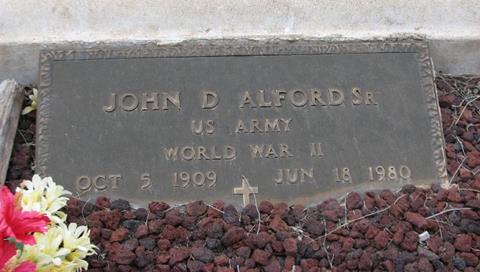 JOHN D ALFORD SR
US ARMY
WORLD WAR II
OCT 5 1909 JUN 18 1980